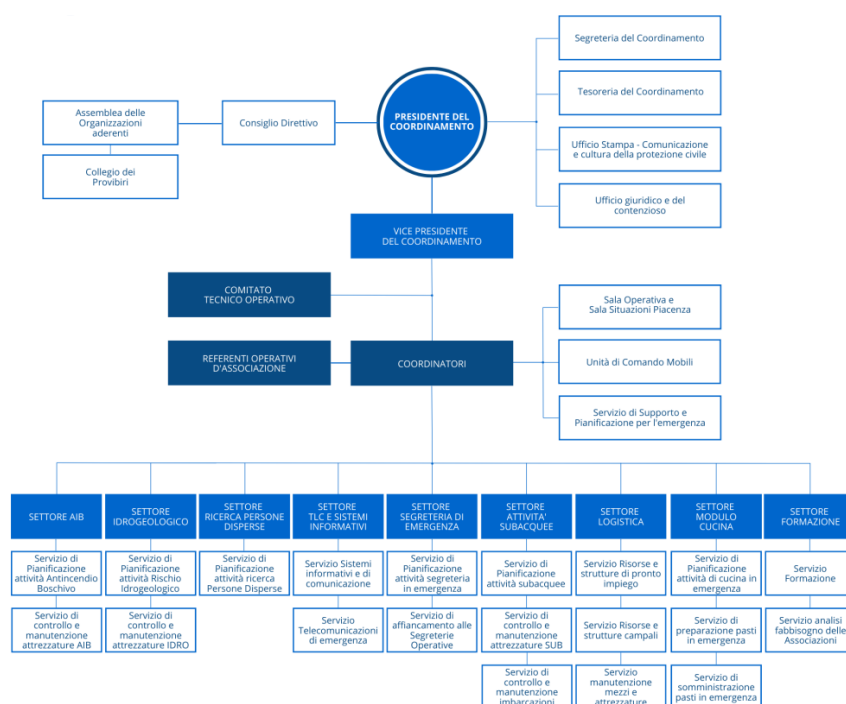 Segreteria del Coordinamento
Tesoreria del Coordinamento
Ufficio Stampa - Comunicazione
e cultura della protezione civile
Ufficio giuridico e del
contenzioso
PRESIDENTE DEL
COORDINAMENTO
Consiglio Direttivo
Assemblea delle
Organizzazioni
aderenti
Collegio dei
Provibiri
VICE PRESIDENTE
DEL COORDINAMENTO
COMITATO
TECNICO OPERATIVO
REFERENTI OPERATIVI
D'ASSOCIAZIONE
COORDINATORI
Sala Operativa e
Sala Situazioni Piacenza
Unità di Comando Mobili
Servizio di Supporto e
Pianificazione per l'emergenza
SETTORE AIB
Servizio di
Pianificazione
attività Antincendio
Boschivo
Servizio di
controllo e
manutenzione
attrezzature AIB
SETTORE
IDROGEOLOGICO
Servizio di
Pianificazione
attività Rischio
Idrogeologico
Servizio di
controllo e
manutenzione
attrezzature IDRO
SETTORE
RICERCA PERSONE
DISPERSE
Servizio di
Pianificazione
attività ricerca
Persone Disperse
SETTORE
TLC E SISTEMI
INFORMATIVI
Servizio Sistemi
informativi e di
comunicazione
Servizio
Telecomunicazioni
di emergenza
SETTORE
SEGRETERIA DI
EMERGENZA
Servizio di
Pianificazione
attività segreteria
in emergenza
Servizio di
affiancamento alle
Segreterie
Operative
SETTORE
ATTIVITA'
SUBACQUEE
Servizio di
Pianificazione
attività subacquee
Servizio di
controllo e
manutenzione
attrezzature SUB
Servizio di
controllo e
manutenzione
imbarcazioni
SETTORE
LOGISTICA
Servizio Risorse e
strutture di pronto
impiego
Servizio Risorse e
strutture campali
Servizio
manutenzione
mezzi e
attrezzature
SETTORE
MODULO
CUCINA
Servizio di
Pianificazione
attività di cucina in
emergenza
Servizio di
preparazione pasti
in emergenza
Servizio di
somministrazione
pasti in emergenza
SETTORE
FORMAZIONE
Servizio
Formazione
Servizio analisi
fabbisogno delle
Associazioni